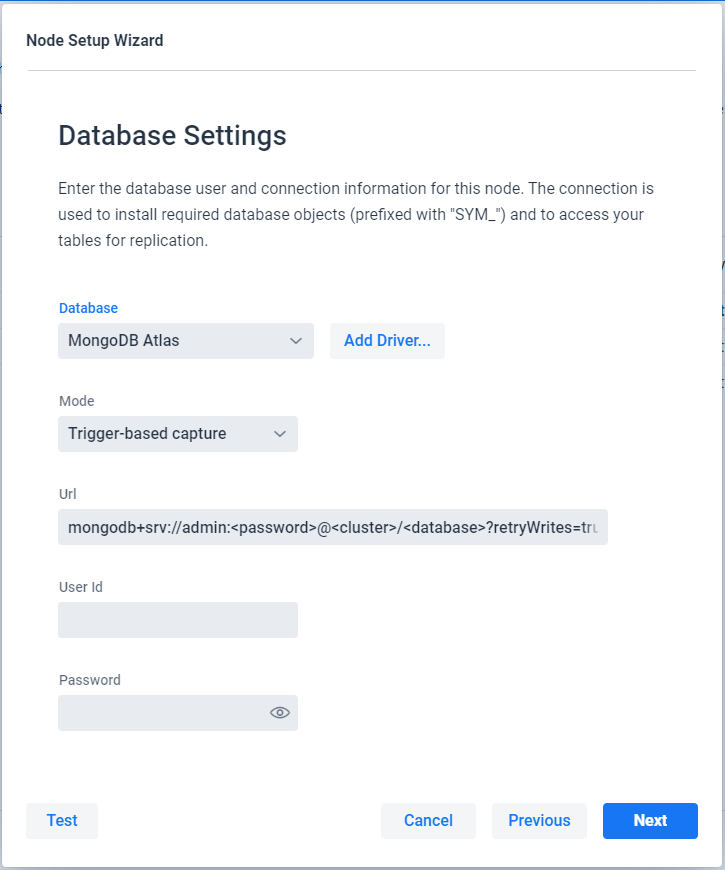 Node Setup Wizard
Database Settings
Enter the database user and connection information for this node. The connection is
used to install required database objects (prefixed with "SYM_") and to access your
tables for replication.
Database
MongoDB Atlas
Add Driver...
Mode
Trigger-based capture
Url
mongodb+srv://admin:<password>@<cluster>/<database>?retryWrites=tru
User Id
Password
Test
Cancel
Previous
Next